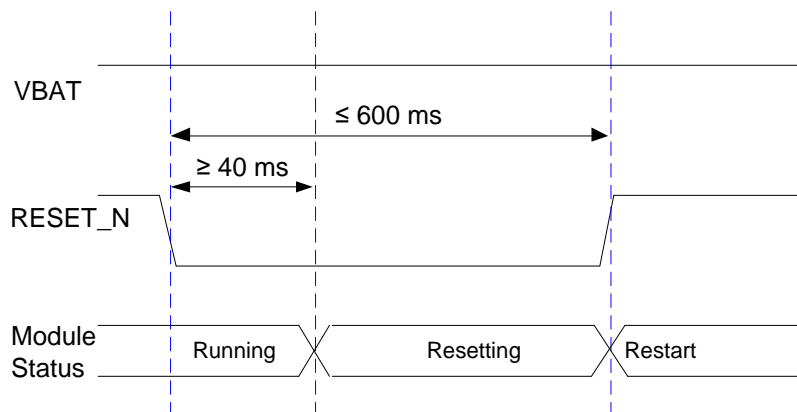 VBAT
≤ 600 ms
≥ 40 ms
RESET_N
Module
Status
Running
Resetting
Restart